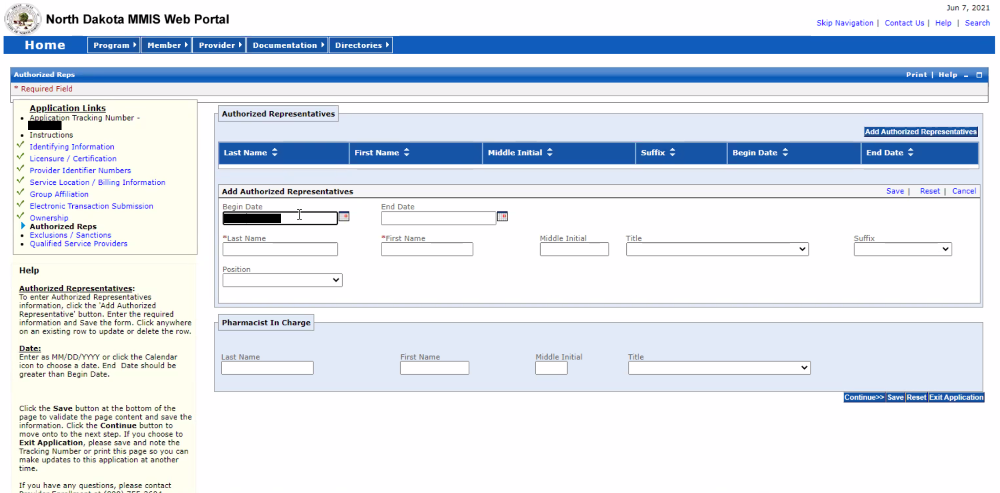 Jun 7, 2021
North Dakota MMIS Web Portal
Skip Navigation | Contact Us | Help | Search
Home Program Member Provider Documentation Directories
Authorized Reps Print | Help
* Required Field
Application Links
Application Tracking Number -
Instructions
Identifying Information
Licensure / Certification
Provider Identifier Numbers
Service Location / Billing Information
Group Affiliation
Electronic Transaction Submission
Ownership
Authorized Reps
Exclusions / Sanctions
Qualified Service Providers
Help
Authorized Representatives:
To enter Authorized Representatives
information, click the 'Add Authorized
Representative' button. Enter the required
information and Save the form. Click anywhere
on an existing row to update or delete the row.
Date:
Enter as MM/DD/YYYY or click the Calendar
icon to choose a date. End Date should be
greater than Begin Date.
Click the Save button at the bottom of the
page to validate the page content and save the
information. Click the Continue button to
move onto to the next step. If you choose to
Exit Application, please save and note the
Tracking Number or print this page so you can
make updates to this application at another
time.
If you have any questions, please contact
Authorized Representatives
Add Authorized Representatives
Last Name First Name Middle Initial Suffix Begin Date End Date
Add Authorized Representatives Save | Reset | Cancel
Begin Date End Date
*Last Name *First Name Middle Initial Title Suffix
Position
Pharmacist In Charge
Last Name First Name Middle Initial Title
Continue>> Save Reset Exit Application